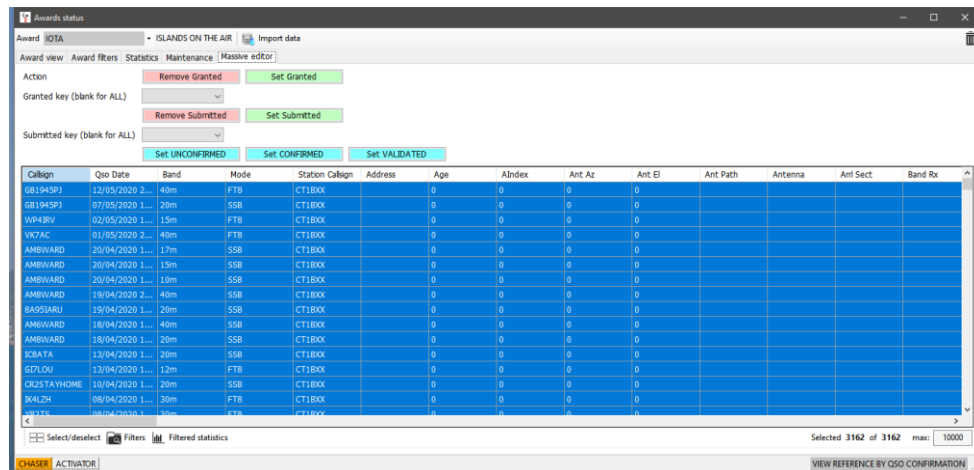 Awards status
Award IOTA - ISLANDS ON THE AIR Import data
Award view Award filters Statistics Maintenance Massive editor
Action Remove Granted Set Granted
Granted key (blank for ALL)
Remove Submitted Set Submitted
Submitted key (blank for ALL)
Set UNCONFIRMED Set CONFIRMED Set VALIDATED
Callsign Qso Date Band Mode Station Callsign Address Age AIndex Ant Az Ant El Ant Path Antenna Arrl Sect Band Rx
GB1945PJ 12/05/2020 2... 40m FT8 CT1BXX 0 0 0 0
GB1945PJ 07/05/2020 1... 20m SSB CT1BXX 0 0 0 0
WP4IRV 02/05/2020 1... 15m FT8 CT1BXX 0 0 0 0
VK7AC 01/05/2020 2... 40m FT8 CT1BXX 0 0 0 0
AM8WARD 20/04/2020 1... 17m SSB CT1BXX 0 0 0 0
AM8WARD 20/04/2020 1... 15m SSB CT1BXX 0 0 0 0
AM8WARD 20/04/2020 1... 10m SSB CT1BXX 0 0 0 0
AM8WARD 19/04/2020 2... 40m SSB CT1BXX 0 0 0 0
8A95IARU 19/04/2020 1... 20m SSB CT1BXX 0 0 0 0
AM6WARD 18/04/2020 1... 40m SSB CT1BXX 0 0 0 0
AM8WARD 18/04/2020 1... 20m SSB CT1BXX 0 0 0 0
IC8ATA 13/04/2020 1... 20m SSB CT1BXX 0 0 0 0
GI7LOU 13/04/2020 1... 12m FT8 CT1BXX 0 0 0 0
CR2STAYHOME 10/04/2020 1... 20m SSB CT1BXX 0 0 0 0
IK4LZH 08/04/2020 1... 30m FT8 CT1BXX 0 0 0 0
08/04/2020 1... 30m FT8 CT1BXX 0 0 0 0
Select/deselect Filters Filtered statistics Selected 3162 of 3162 max: 10000
CHASER ACTIVATOR VIEW REFERENCE BY QSO CONFIRMATION